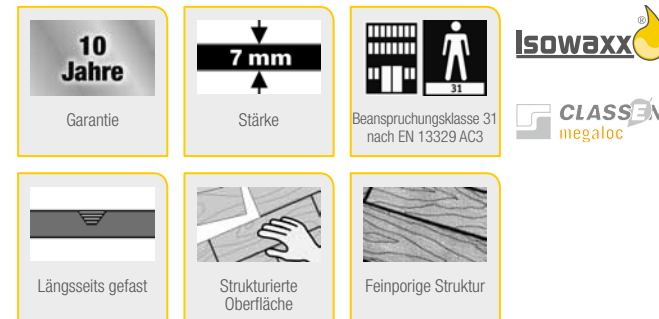 10
Jahre
Garantie
7 mm
Stärke
31
Beanspruchungsklasse 31
nach EN 13329 AC3
Isowaxx®
CLASSEN
megaloc
Längsseits gefast
Strukturierte
Oberfläche
Feinporige Struktur